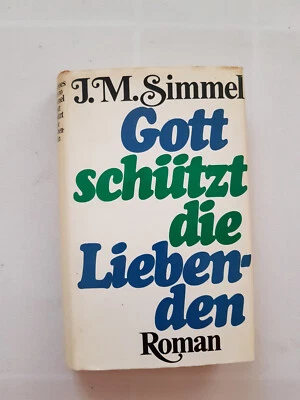 J.M.Simmel
Gott
schützt
die
Lieben-
den
Roman